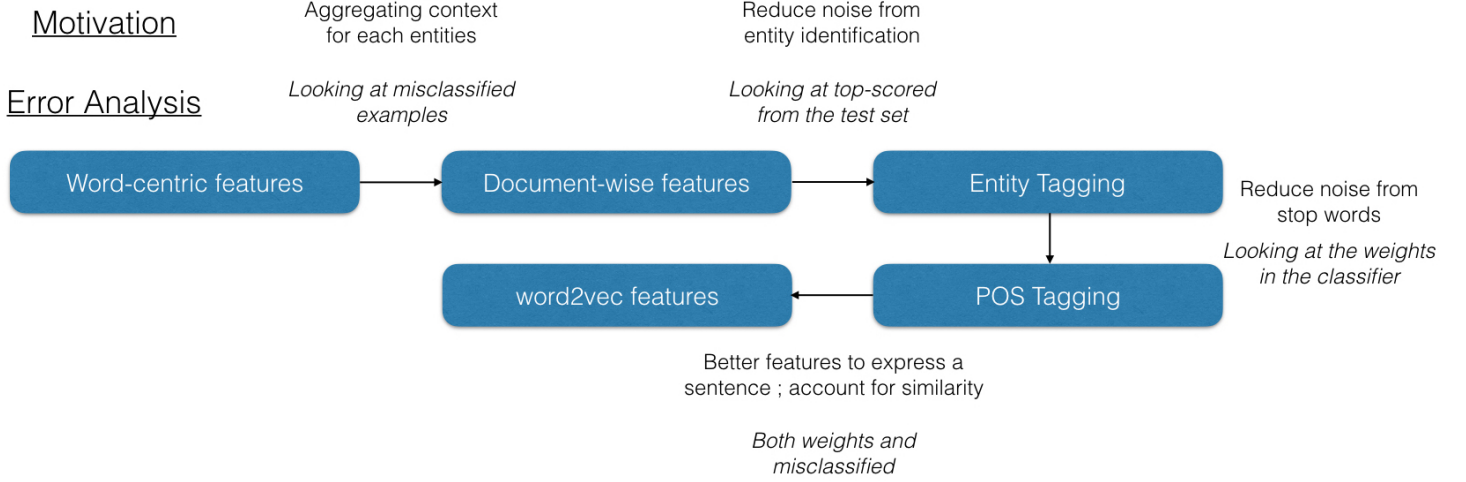 Motivation
Aggregating context
for each entities
Reduce noise from
entity identification
Error Analysis
Looking at misclassified
examples
Looking at top-scored
from the test set
Word-centric features
Document-wise features
Entity Tagging
Reduce noise from
stop words
Looking at the weights
in the classifier
word2vec features
POS Tagging
Better features to express a
sentence ; account for similarity
Both weights and
misclassified